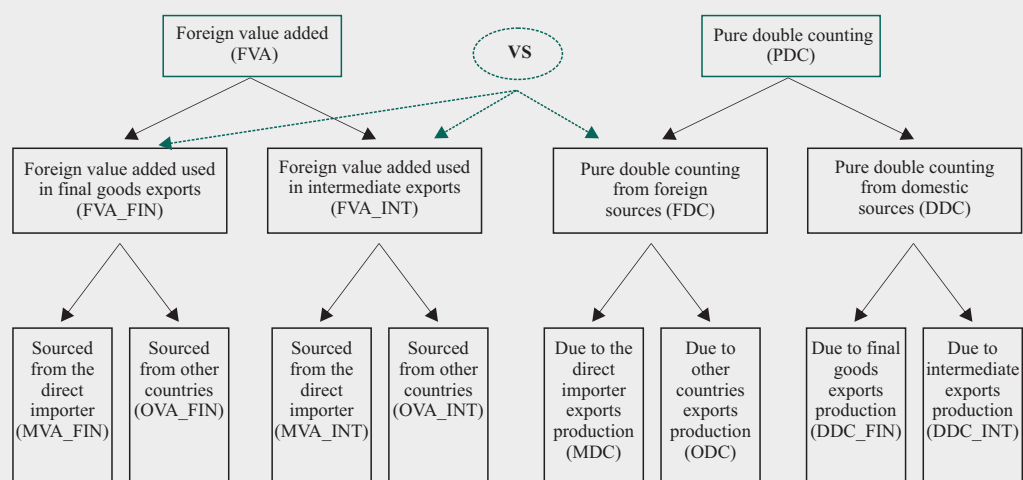 Foreign value added
(FVA)
VS
Pure double counting
(PDC)
Foreign value added used
in final goods exports
(FVA_FIN)
Foreign value added used
in intermediate exports
(FVA_INT)
Pure double counting
from foreign
sources (FDC)
Pure double counting
from domestic
sources (DDC)
Sourced
from the
direct
importer
(MVA_FIN)
Sourced
from other
countries
(OVA_FIN)
Sourced
from the
direct
importer
(MVA_INT)
Sourced
from other
countries
(OVA_INT)
Due to the
direct
importer
exports
production
(MDC)
Due to
other
countries
exports
production
(ODC)
Due to final
goods
exports
production
(DDC_FIN)
Due to
intermediate
exports
production
(DDC_INT)